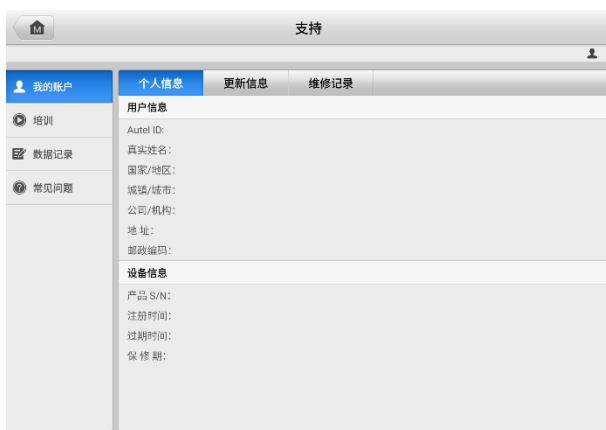 M
支持
我的账户
培训
数据记录
常见问题
个人信息 更新信息 维修记录
用户信息
Autel ID:
真实姓名:
国家/地区:
城镇/城市:
公司/机构:
地 址:
邮政编码:
设备信息
产品 S/N:
注册时间:
过期时间:
保 修 期: